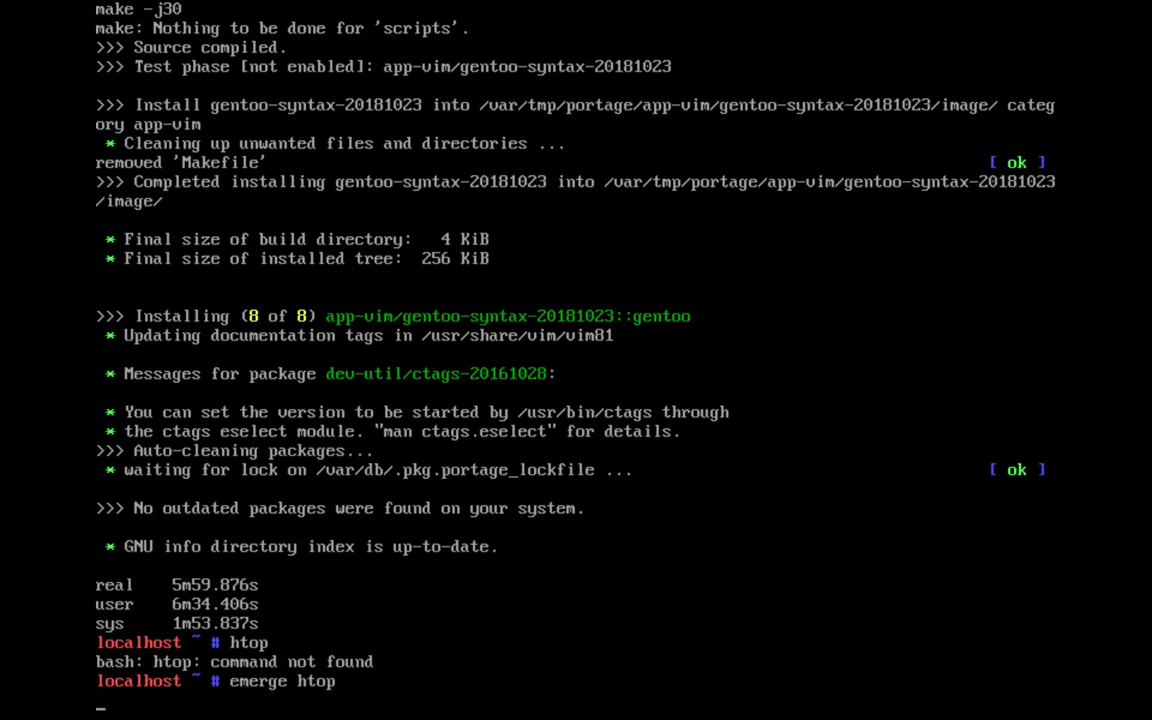 make -j30
make: Nothing to be done for 'scripts'.
>>> Source compiled.
>>> Test phase [not enabled]: app-vim/gentoo-syntax-20181023
>>> Install gentoo-syntax-20181023 into /var/tmp/portage/app-vim/gentoo-syntax-20181023/image/ categ
ory app-vim
 * Cleaning up unwanted files and directories ...
removed 'Makefile' [ ok ]
>>> Completed installing gentoo-syntax-20181023 into /var/tmp/portage/app-vim/gentoo-syntax-20181023
/image/
 * Final size of build directory:   4 KiB
 * Final size of installed tree:  256 KiB
>>> Installing (8 of 8) app-vim/gentoo-syntax-20181023::gentoo
 * Updating documentation tags in /usr/share/vim/vim81
 * Messages for package dev-util/ctags-20161028:
 * You can set the version to be started by /usr/bin/ctags through
 * the ctags eselect module. "man ctags.eselect" for details.
>>> Auto-cleaning packages...
 * waiting for lock on /var/db/.pkg.portage_lockfile ... [ ok ]
>>> No outdated packages were found on your system.
 * GNU info directory index is up-to-date.
real    5m59.876s
user    6m34.406s
sys     1m53.837s
localhost ~ # htop
bash: htop: command not found
localhost ~ # emerge htop
_